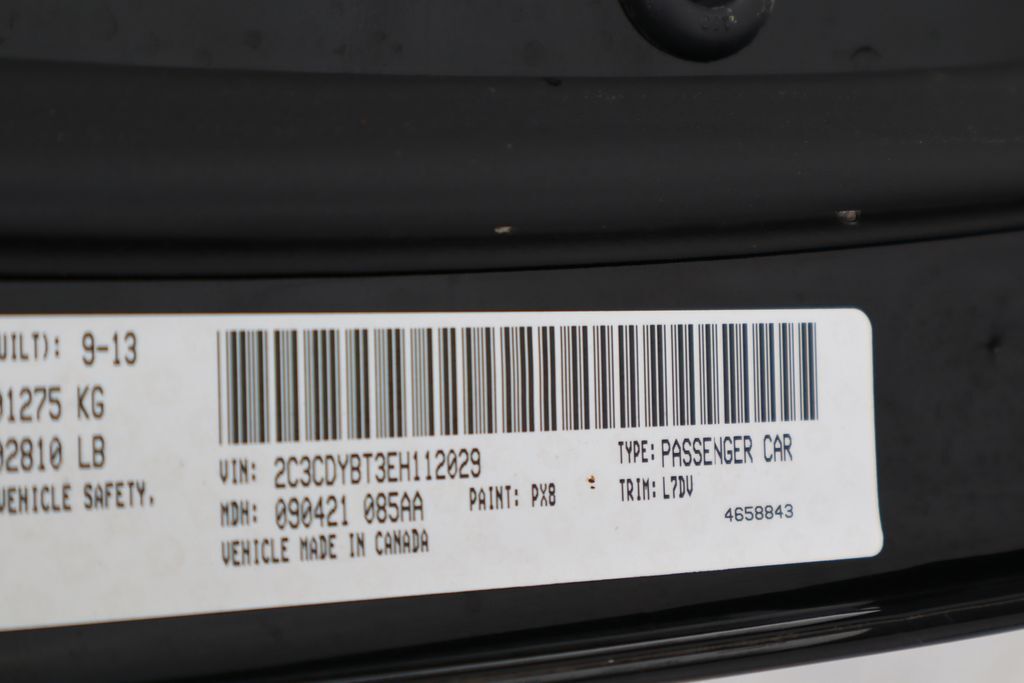 UILT): 9-13
1275 KG
2810 LB
VEHICLE SAFETY.
VIN: 2C3CDYBT3EH112029
TYPE: PASSENGER CAR
MDH: 090421 085AA
PAINT: PX8
TRIM: L7DV
VEHICLE MADE IN CANADA
4658843